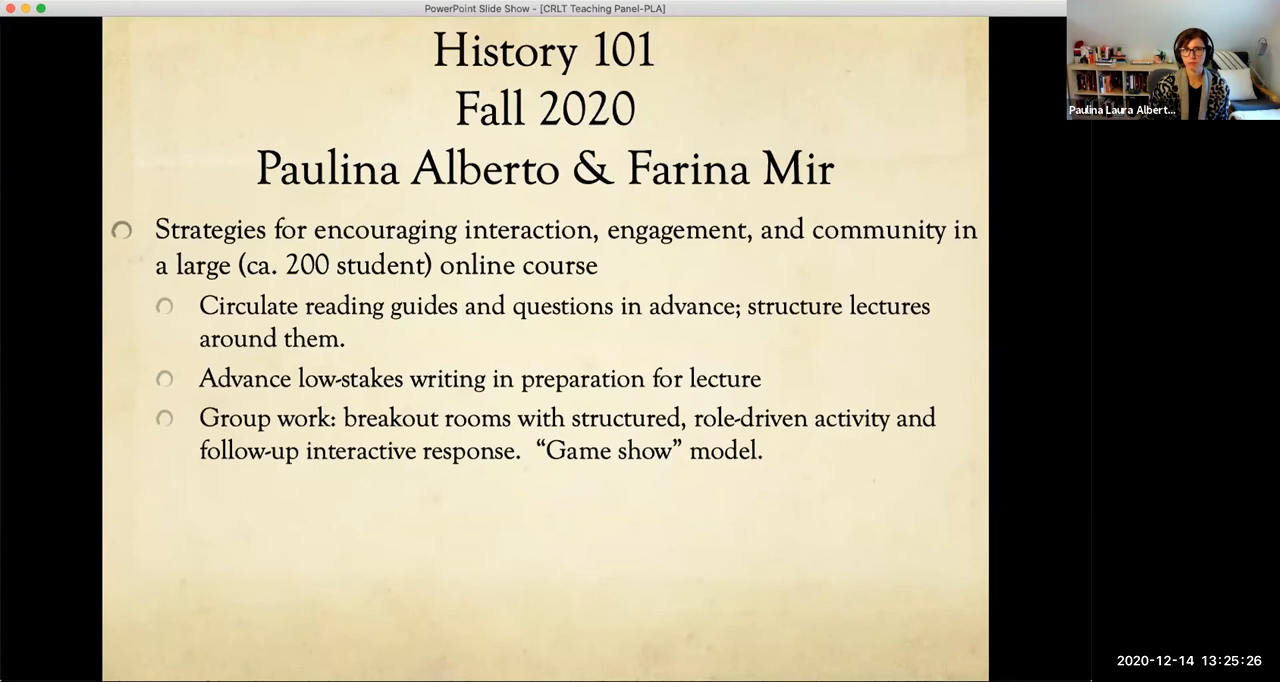 PowerPoint Slide Show - [CRLT Teaching Panel-PLA]
History 101
Fall 2020
Paulina Alberto & Farina Mir
Strategies for encouraging interaction, engagement, and community in
a large (ca. 200 student) online course
Circulate reading guides and questions in advance; structure lectures
around them.
Advance low-stakes writing in preparation for lecture
Group work: breakout rooms with structured, role-driven activity and
follow-up interactive response.  “Game show” model.
Paulina Laura Albert...
2020-12-14 13:25:26